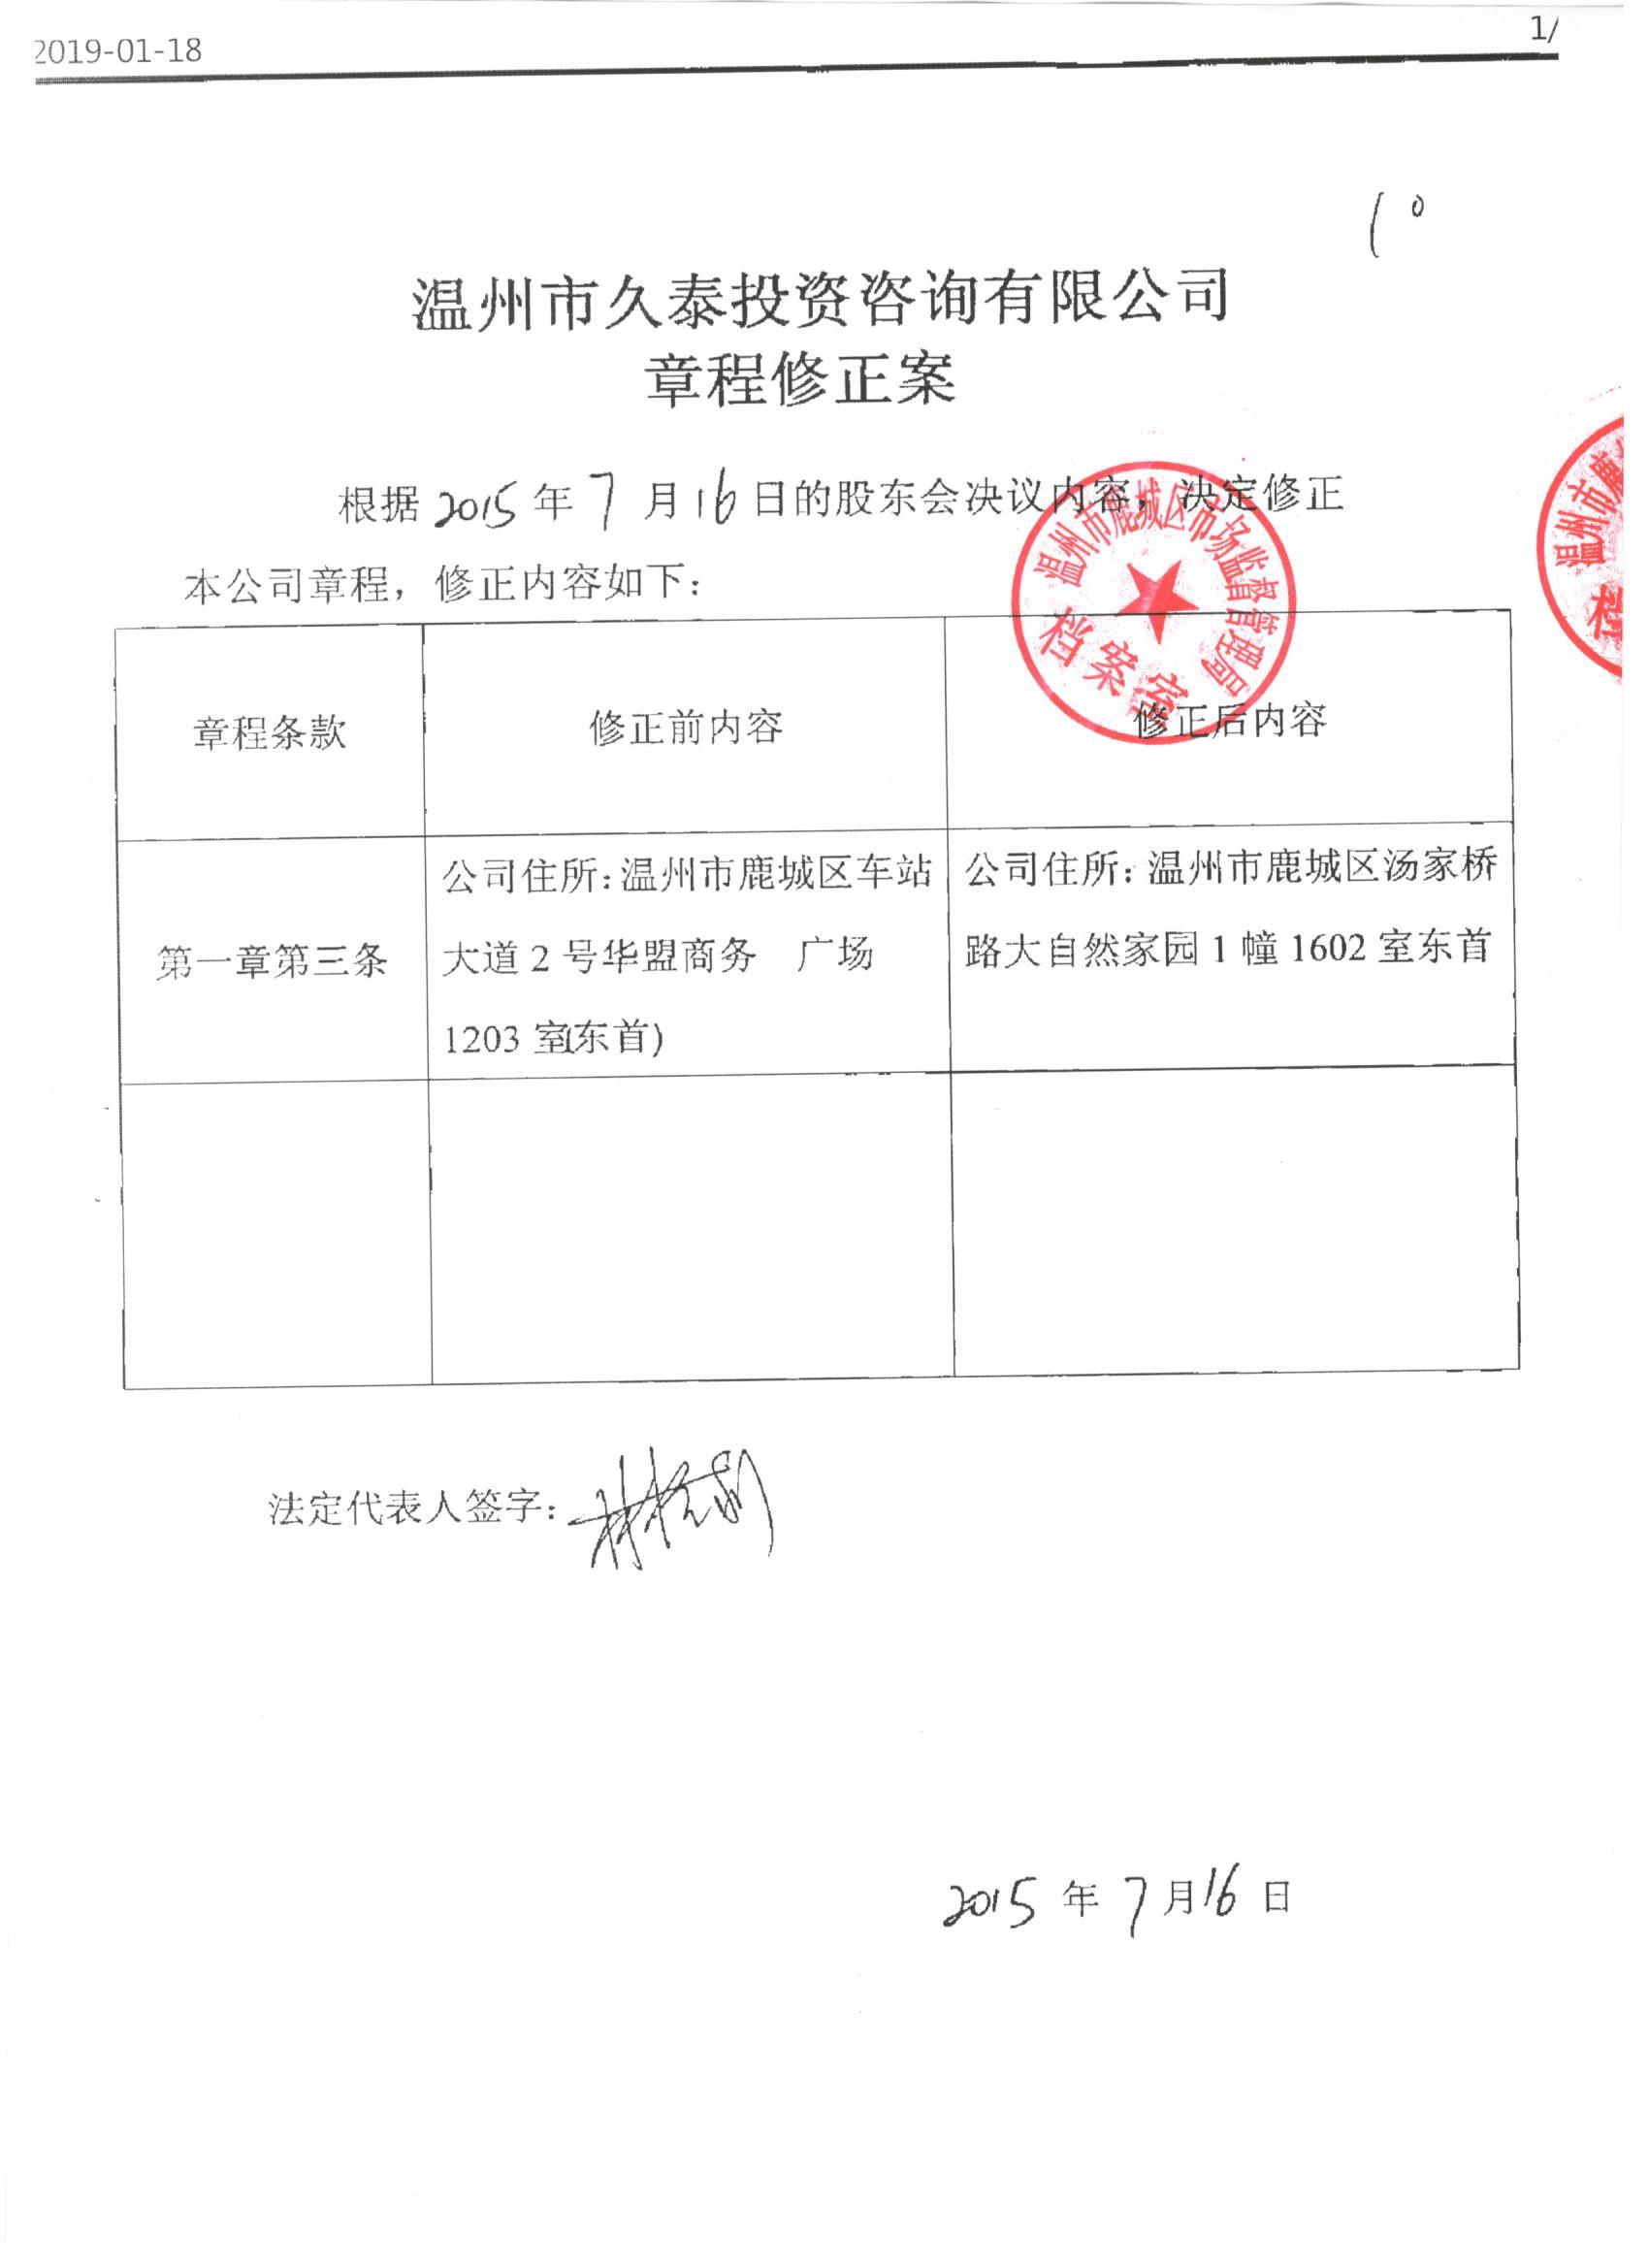 2019-01-18
1/
10
温州市久泰投资咨询有限公司
章程修正案
根据2015年7月16日的股东会决议内容，决定修正
本公司章程，修正内容如下：
温州市鹿城区市场监督管理局
档案室
温州市鹿
档
章程条款
修正前内容
修正后内容
第一章第三条
公司住所:温州市鹿城区车站
大道2号华盟商务 广场
1203 室(东首)
公司住所:温州市鹿城区汤家桥
路大自然家园1幢1602室东首
法定代表人签字:
2015年7月16日